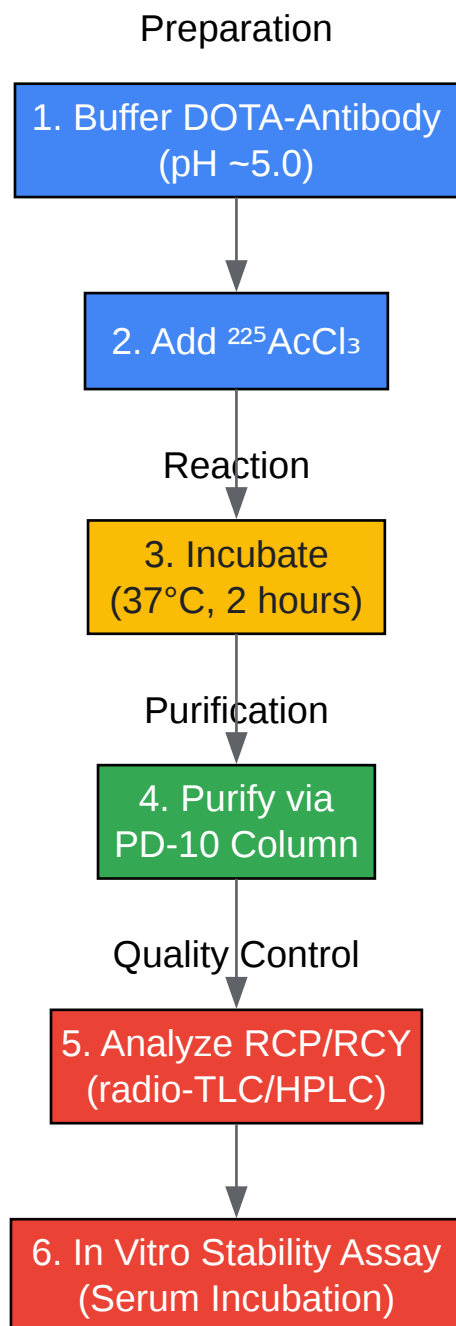 Preparation
1. Buffer DOTA-Antibody
(pH ~5.0)
2. Add ²²⁵AcCl₃
Reaction
3. Incubate
(37°C, 2 hours)
Purification
4. Purify via
PD-10 Column
Quality Control
5. Analyze RCP/RCY
(radio-TLC/HPLC)
6. In Vitro Stability Assay
(Serum Incubation)